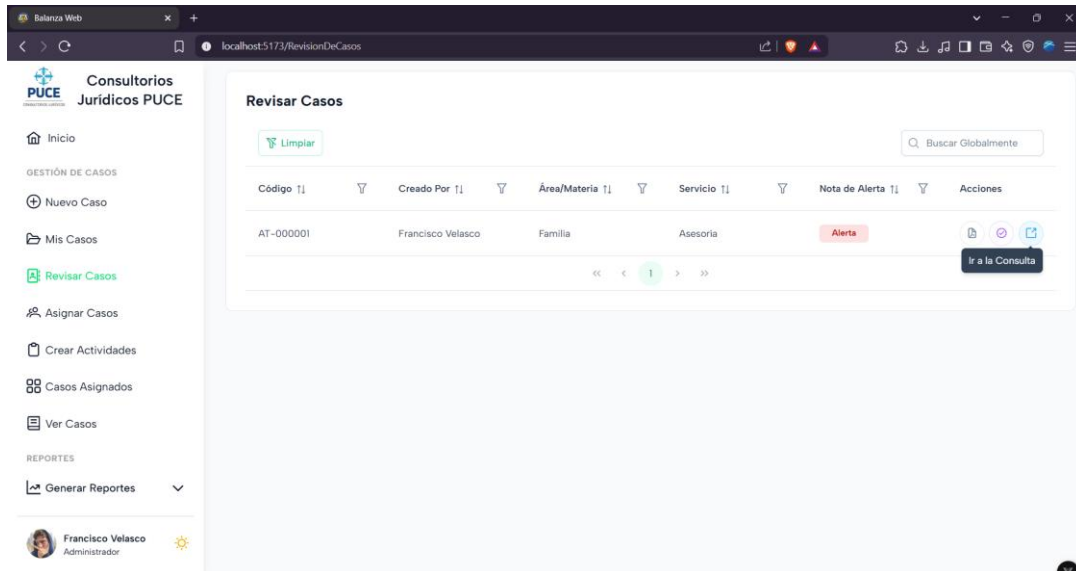 Balanza Web
localhost:5173/RevisionDeCasos
PUCE
Consultorios
Jurídicos PUCE
Inicio
GESTIÓN DE CASOS
Nuevo Caso
Mis Casos
Revisar Casos
Asignar Casos
Crear Actividades
Casos Asignados
Ver Casos
REPORTES
Generar Reportes
Francisco Velasco
Administrador
Revisar Casos
Limpiar
Buscar Globalmente
Código Creado Por Área/Materia Servicio Nota de Alerta Acciones
AT-000001 Francisco Velasco Familia Asesoria Alerta
Ir a la Consulta
1